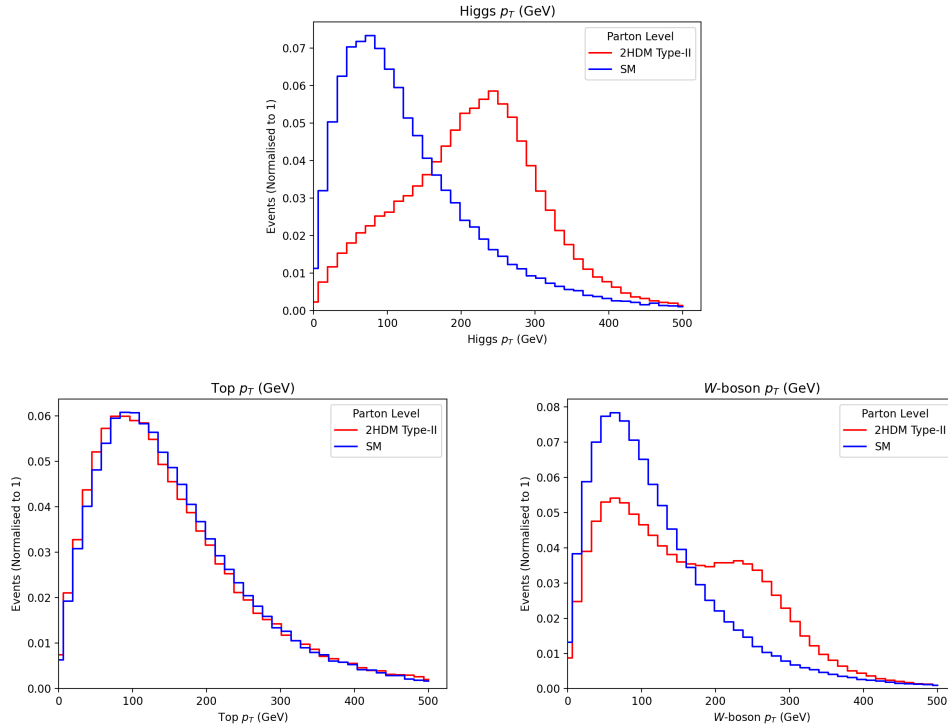 Higgs p_T (GeV)
Events (Normalised to 1)
0.07
0.06
0.05
0.04
0.03
0.02
0.01
0.00
Parton Level
2HDM Type-II
SM
0 100 200 300 400 500
Higgs p_T (GeV)
Top p_T (GeV)
Events (Normalised to 1)
0.06
0.05
0.04
0.03
0.02
0.01
0.00
Parton Level
2HDM Type-II
SM
0 100 200 300 400 500
Top p_T (GeV)
W-boson p_T (GeV)
Events (Normalised to 1)
0.08
0.07
0.06
0.05
0.04
0.03
0.02
0.01
0.00
Parton Level
2HDM Type-II
SM
0 100 200 300 400 500
W-boson p_T (GeV)